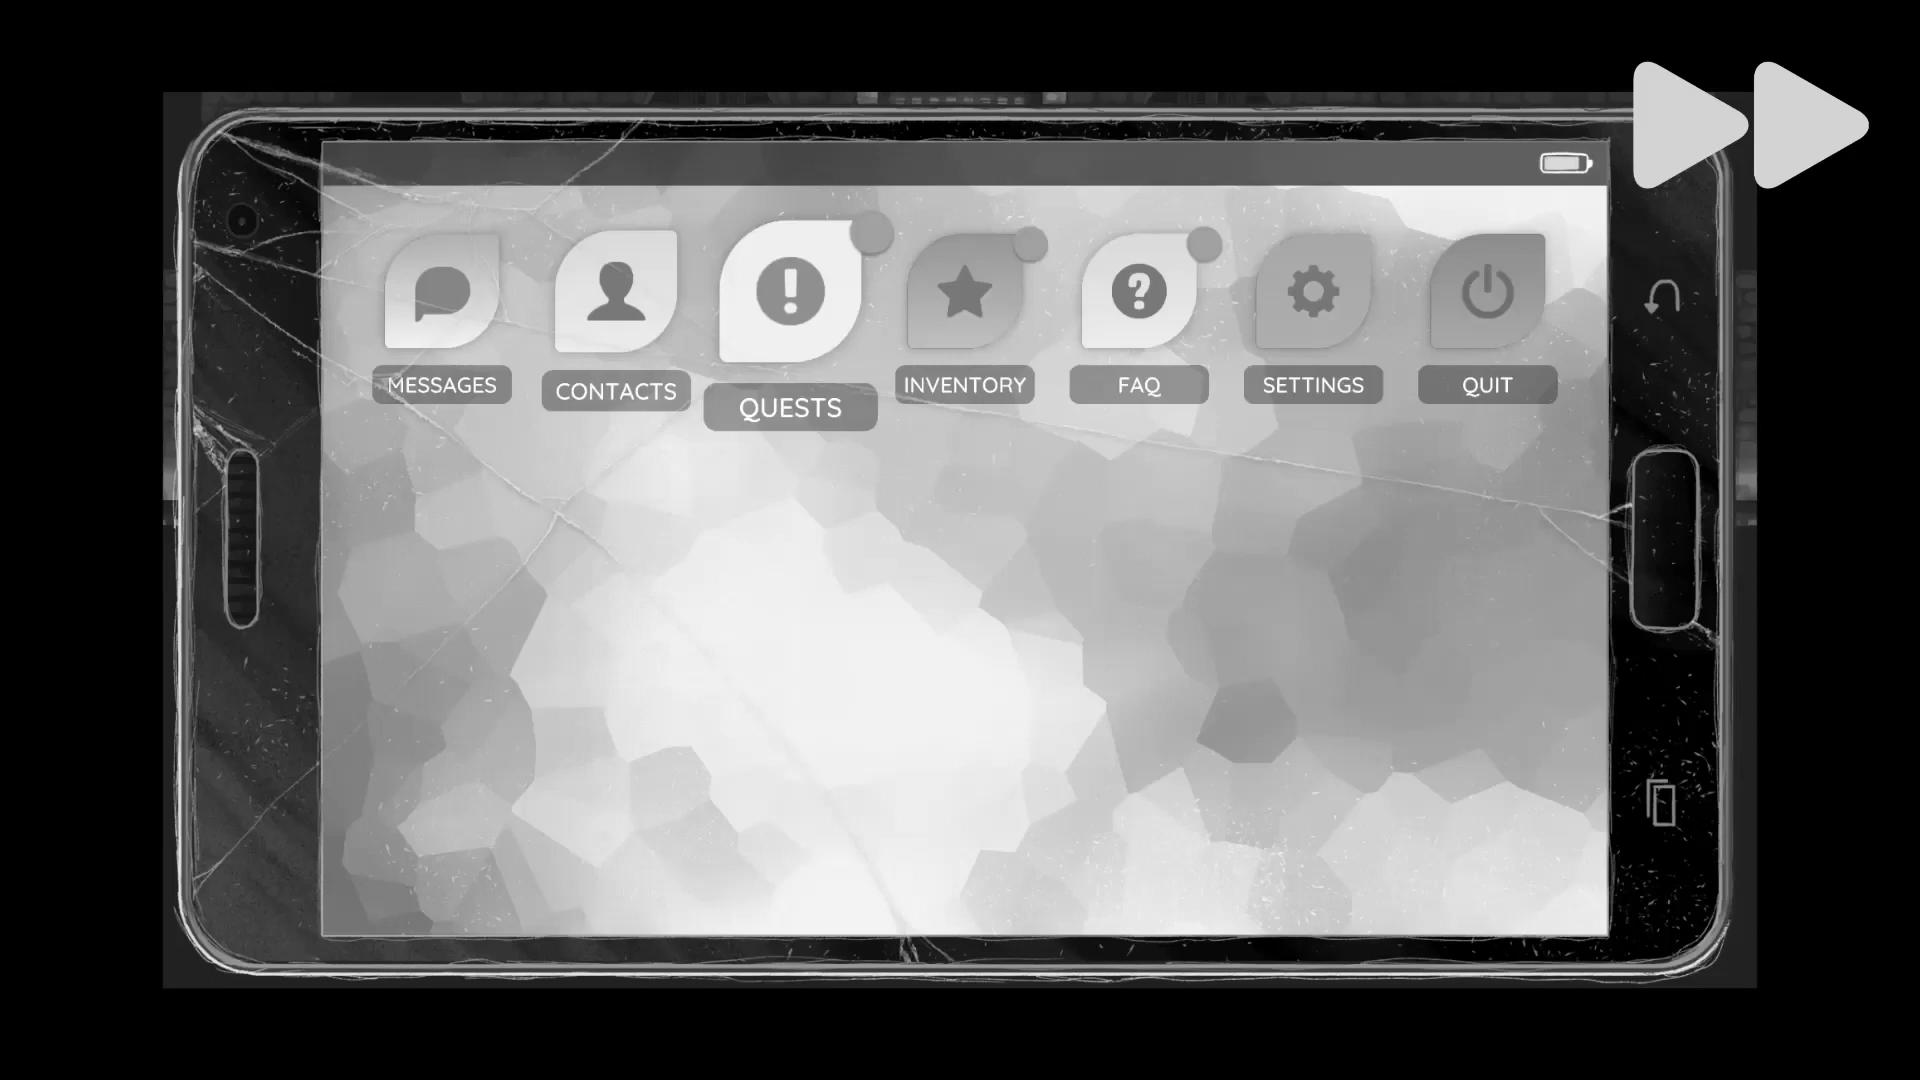 MESSAGES
CONTACTS
QUESTS
INVENTORY
FAQ
SETTINGS
QUIT